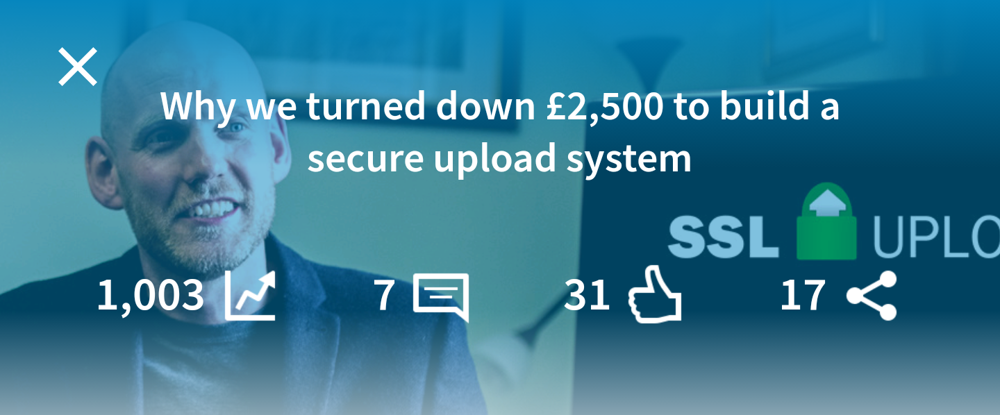 Why we turned down £2,500 to build a
secure upload system
SSL UPLO
1,003 7 31 17